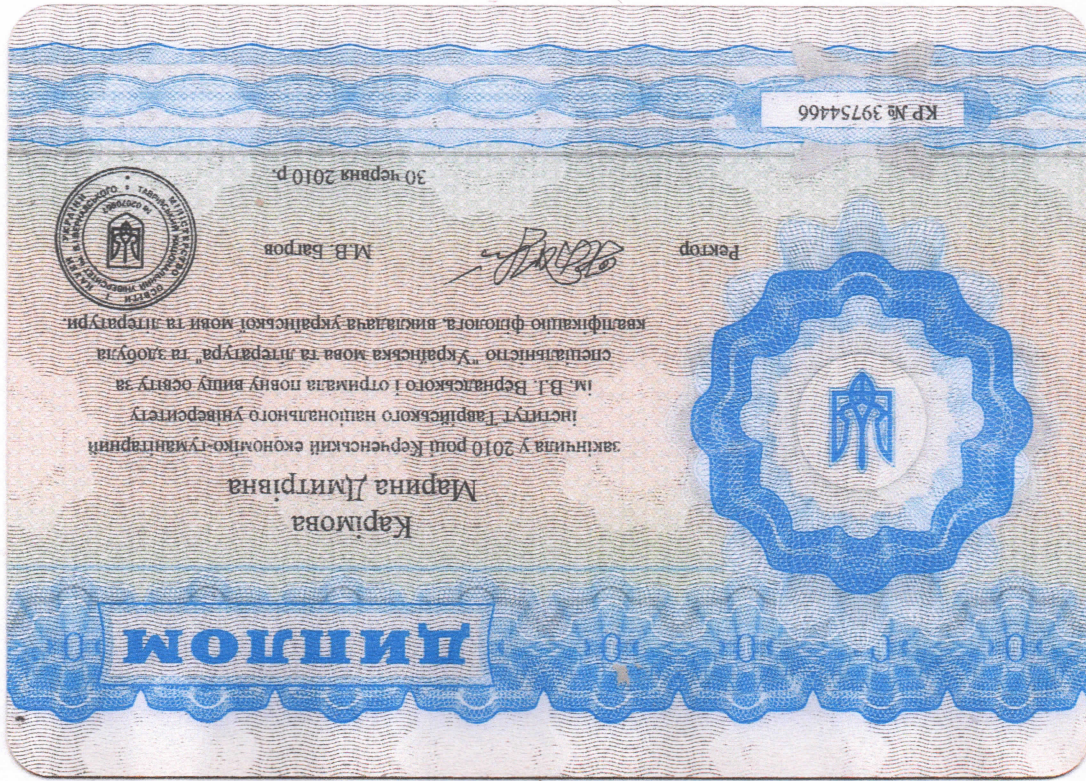 ДИПЛОМ
Карімова
Марина Дмитрівна
закінчила у 2010 році Керченський економіко-гуманітарний
інститут Таврійського національного університету
ім. В.І. Вернадського і отримала повну вищу освіту за
спеціальністю "Українська мова та література" та здобула
кваліфікацію філолога, викладача української мови та літератури.
Ректор М.В. Багров
30 червня 2010 р.
КР № 39754466